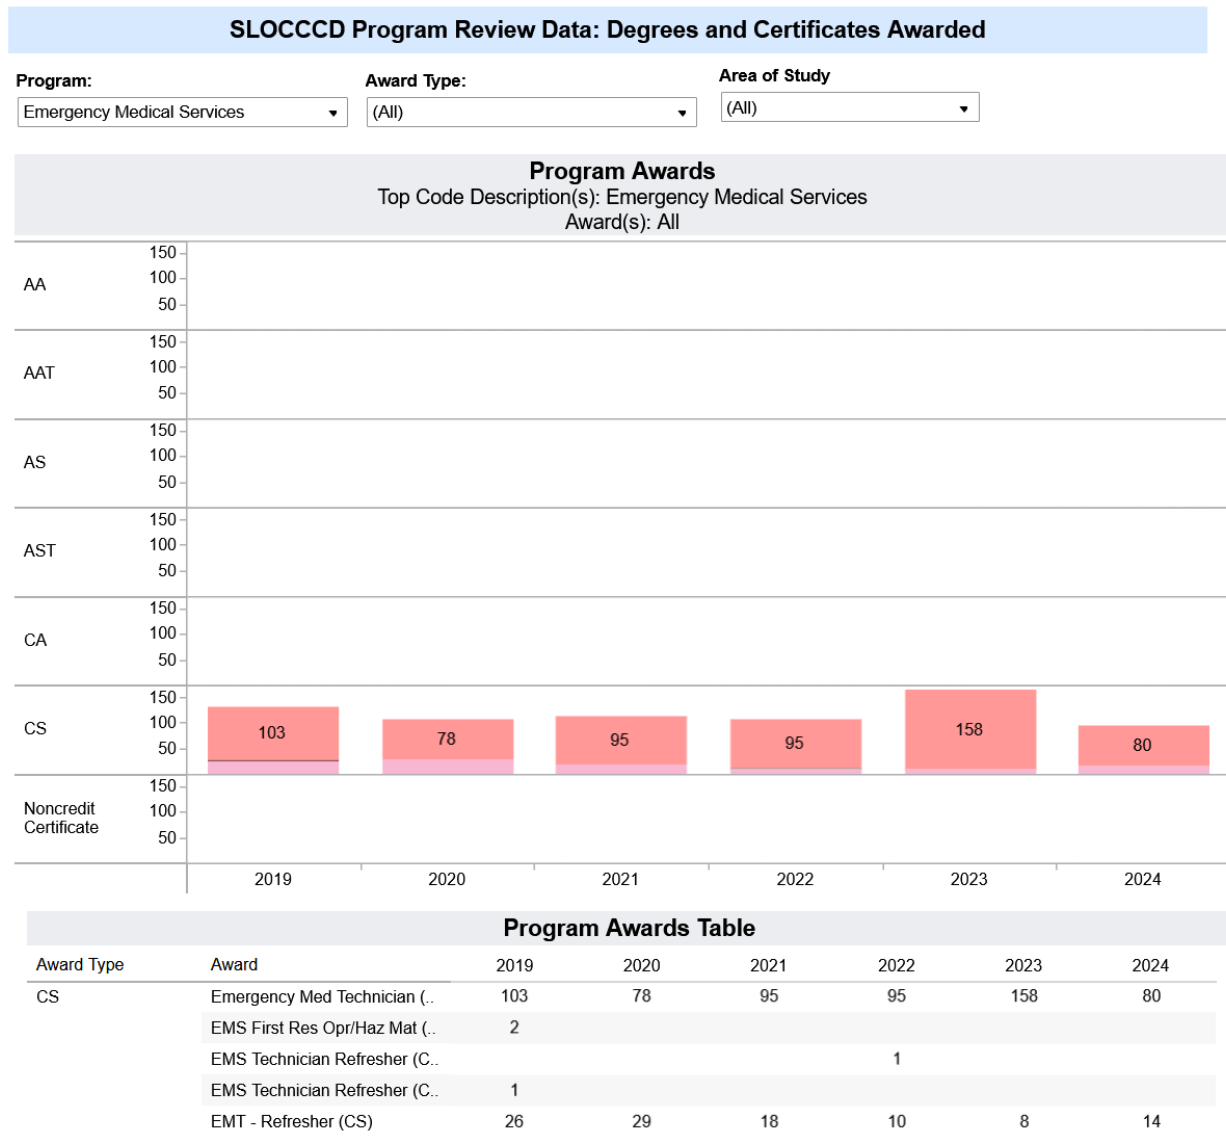 SLOCCCD Program Review Data: Degrees and Certificates Awarded
Program: Award Type: Area of Study
Emergency Medical Services (All) (All)
Program Awards
Top Code Description(s): Emergency Medical Services
Award(s): All
150
AA 100
50
150
AAT 100
50
150
AS 100
50
150
AST 100
50
150
CA 100
50
150
CS 100 103 78 95 95 158 80
50
150
Noncredit 100
Certificate
50
2019 2020 2021 2022 2023 2024
Program Awards Table
Award Type Award 2019 2020 2021 2022 2023 2024
CS Emergency Med Technician (.. 103 78 95 95 158 80
EMS First Res Opr/Haz Mat (.. 2
EMS Technician Refresher (C.. 1
EMS Technician Refresher (C.. 1
EMT - Refresher (CS) 26 29 18 10 8 14